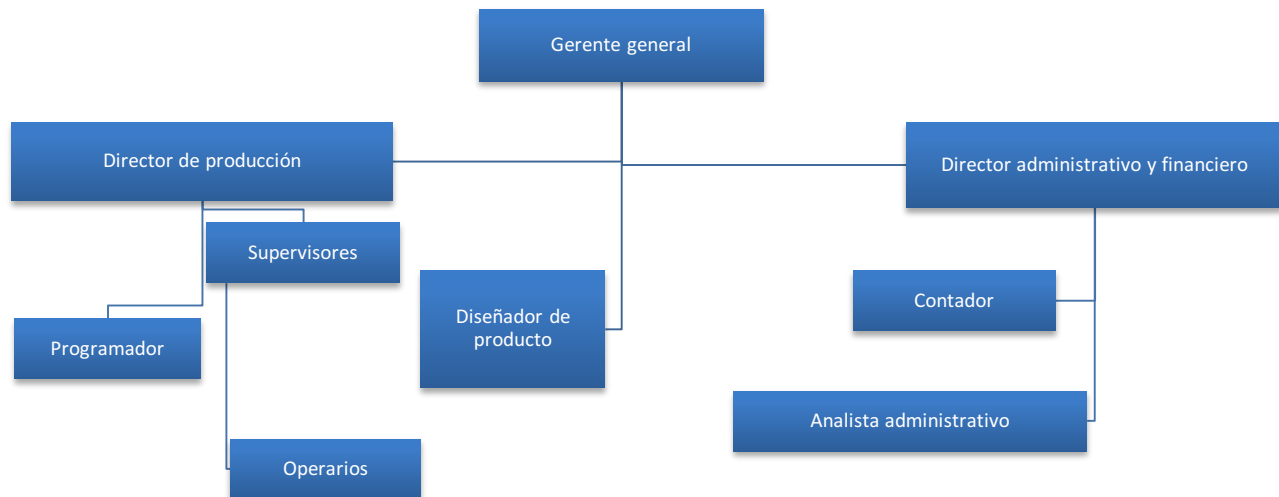 Gerente general
Director de producción
Director administrativo y financiero
Supervisores
Programador
Diseñador de
producto
Contador
Analista administrativo
Operarios